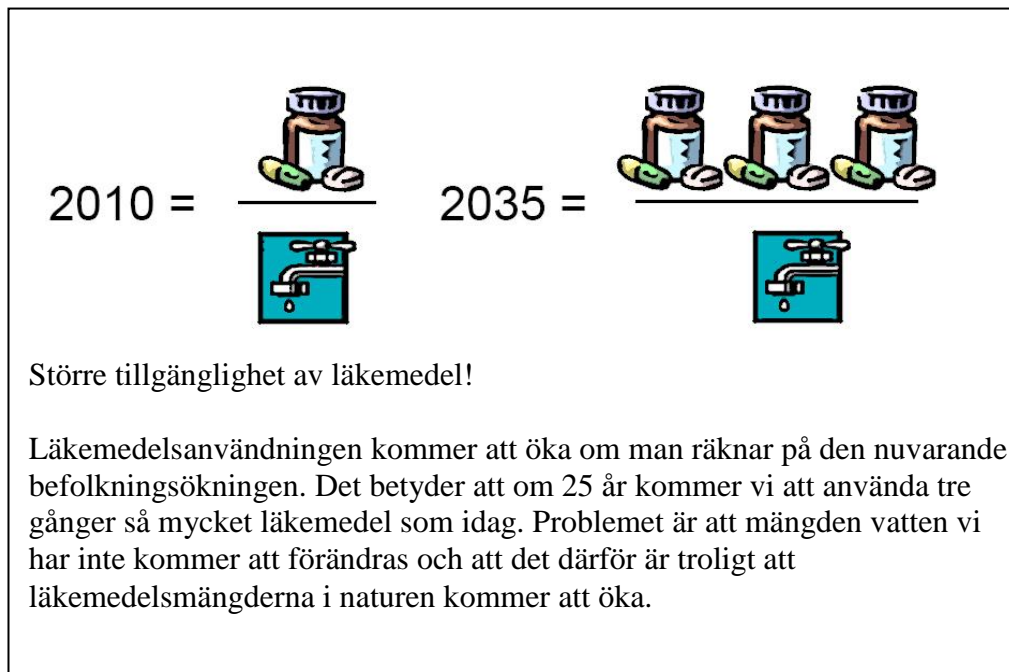 2010 =
2035 =
Större tillgänglighet av läkemedel!
Läkemedelsanvändningen kommer att öka om man räknar på den nuvarande
befolkningsökningen. Det betyder att om 25 år kommer vi att använda tre
gånger så mycket läkemedel som idag. Problemet är att mängden vatten vi
har inte kommer att förändras och att det därför är troligt att
läkemedelsmängderna i naturen kommer att öka.